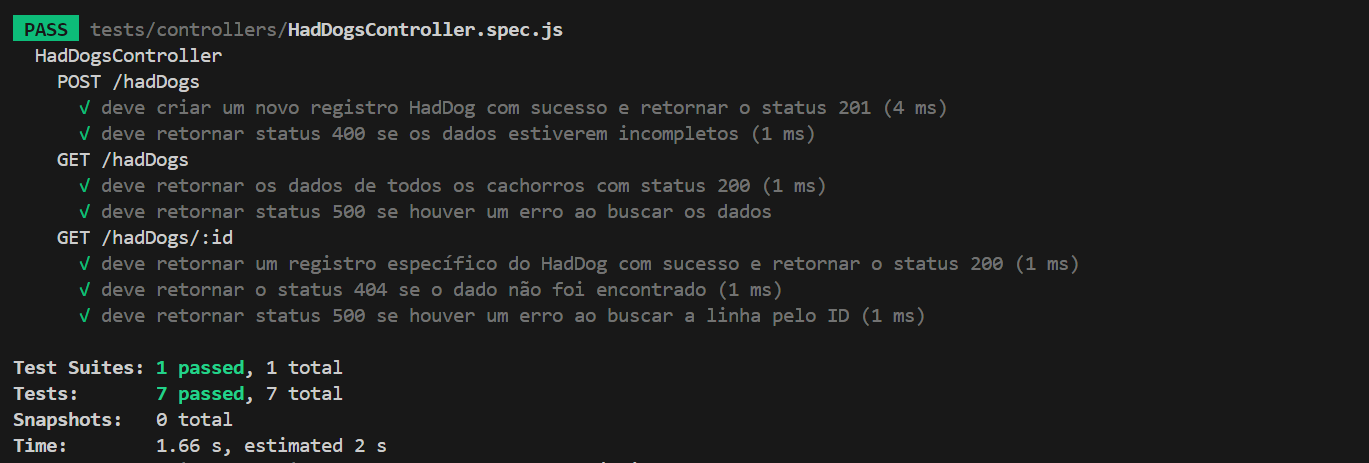 PASS tests/controllers/HadDogsController.spec.js
HadDogsController
POST /hadDogs
√ deve criar um novo registro HadDog com sucesso e retornar o status 201 (4 ms)
√ deve retornar status 400 se os dados estiverem incompletos (1 ms)
GET /hadDogs
√ deve retornar os dados de todos os cachorros com status 200 (1 ms)
√ deve retornar status 500 se houver um erro ao buscar os dados
GET /hadDogs/:id
√ deve retornar um registro específico do HadDog com sucesso e retornar o status 200 (1 ms)
√ deve retornar o status 404 se o dado não foi encontrado (1 ms)
√ deve retornar status 500 se houver um erro ao buscar a linha pelo ID (1 ms)
Test Suites: 1 passed, 1 total
Tests: 7 passed, 7 total
Snapshots: 0 total
Time: 1.66 s, estimated 2 s